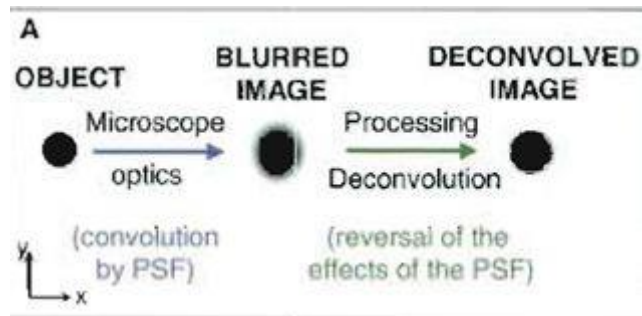 A
OBJECT
BLURRED
IMAGE
DECONVOLVED
IMAGE
Microscope
optics
Processing
Deconvolution
(convolution
by PSF)
(reversal of the
effects of the PSF)
y
x